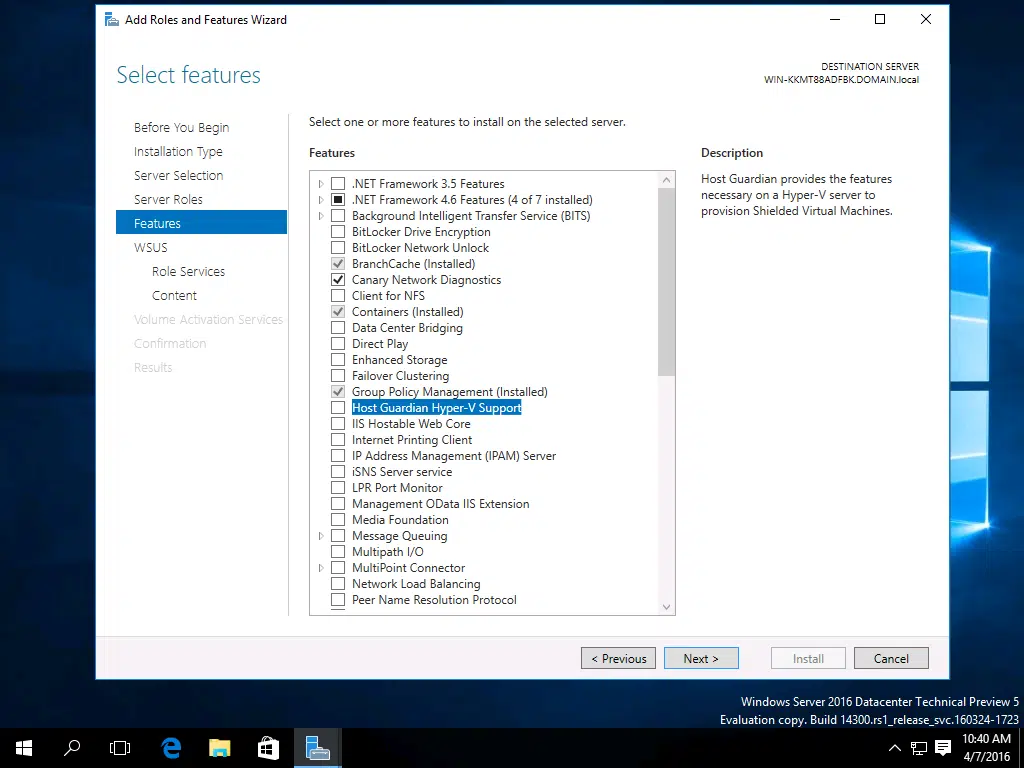 Add Roles and Features Wizard
Select features
DESTINATION SERVER
WIN-KKMT88ADFBK.DOMAIN.local
Before You Begin
Installation Type
Server Selection
Server Roles
Features
WSUS
Role Services
Content
Volume Activation Services
Confirmation
Results
Select one or more features to install on the selected server.
Features
.NET Framework 3.5 Features
.NET Framework 4.6 Features (4 of 7 installed)
Background Intelligent Transfer Service (BITS)
BitLocker Drive Encryption
BitLocker Network Unlock
BranchCache (Installed)
Canary Network Diagnostics
Client for NFS
Containers (Installed)
Data Center Bridging
Direct Play
Enhanced Storage
Failover Clustering
Group Policy Management (Installed)
Host Guardian Hyper-V Support
IIS Hostable Web Core
Internet Printing Client
IP Address Management (IPAM) Server
iSNS Server service
LPR Port Monitor
Management OData IIS Extension
Media Foundation
Message Queuing
Multipath I/O
MultiPoint Connector
Network Load Balancing
Peer Name Resolution Protocol
Description
Host Guardian provides the features
necessary on a Hyper-V server to
provision Shielded Virtual Machines.
< Previous
Next >
Install
Cancel
Windows Server 2016 Datacenter Technical Preview 5
Evaluation copy. Build 14300.rs1_release_svc.160324-1723
10:40 AM
4/7/2016